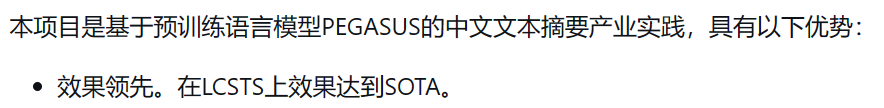 本项目是基于预训练语言模型PEGASUS的中文文本摘要产业实践，具有以下优势：
• 效果领先。在LCSTS上效果达到SOTA。